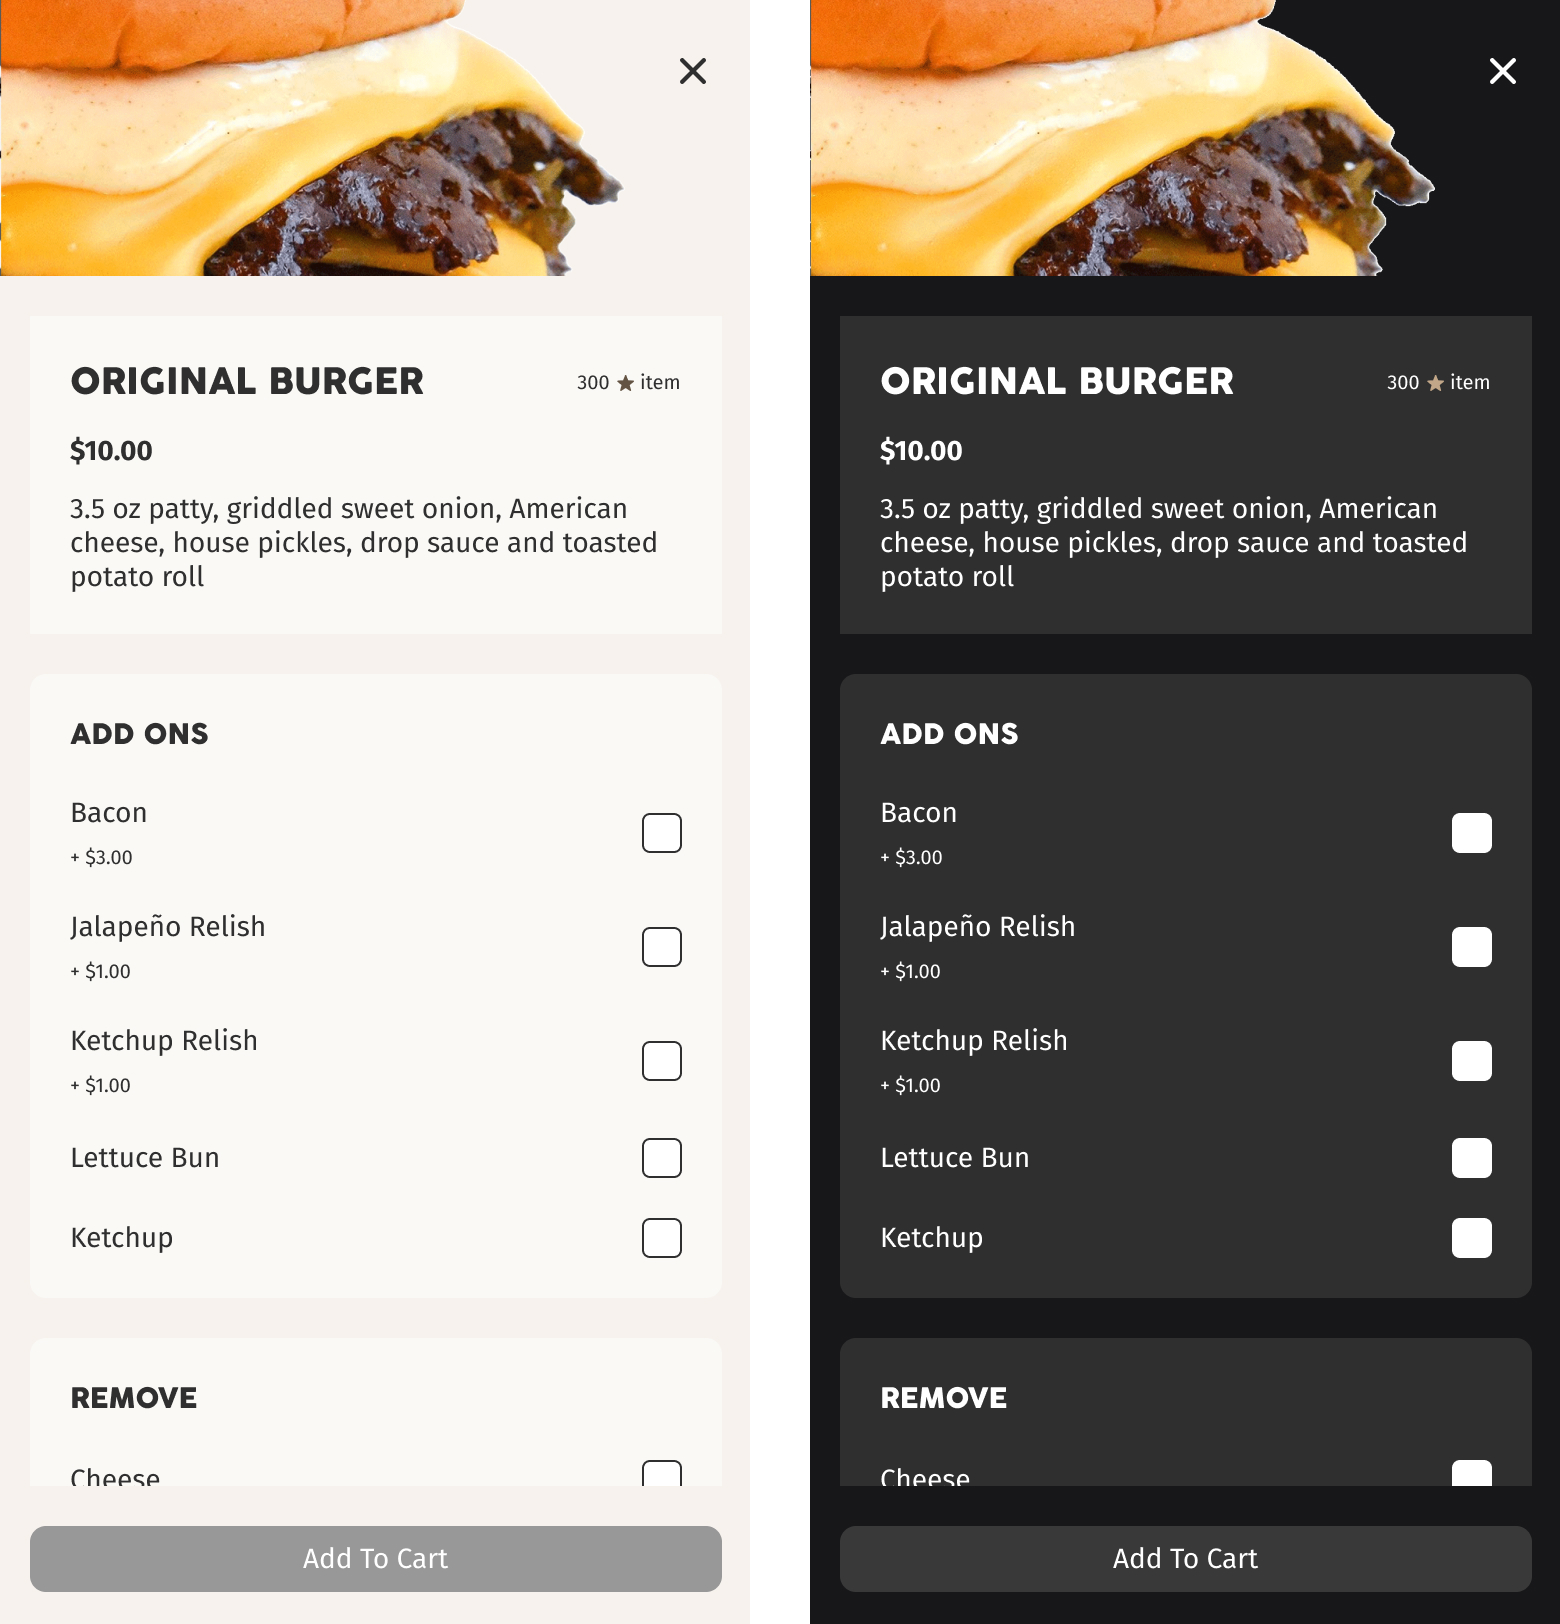 ORIGINAL BURGER
300 ★ item
$10.00
3.5 oz patty, griddled sweet onion, American
cheese, house pickles, drop sauce and toasted
potato roll
ADD ONS
Bacon
+ $3.00
Jalapeño Relish
+ $1.00
Ketchup Relish
+ $1.00
Lettuce Bun
Ketchup
REMOVE
Cheese
Add To Cart
ORIGINAL BURGER
300 ★ item
$10.00
3.5 oz patty, griddled sweet onion, American
cheese, house pickles, drop sauce and toasted
potato roll
ADD ONS
Bacon
+ $3.00
Jalapeño Relish
+ $1.00
Ketchup Relish
+ $1.00
Lettuce Bun
Ketchup
REMOVE
Cheese
Add To Cart